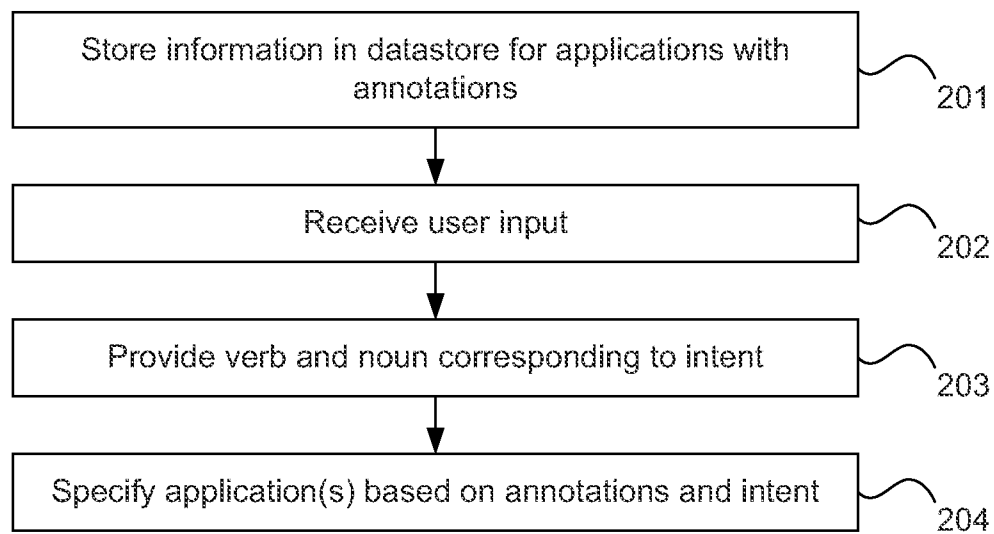 Store information in datastore for applications with
annotations
201
Receive user input
202
Provide verb and noun corresponding to intent
203
Specify application(s) based on annotations and intent
204